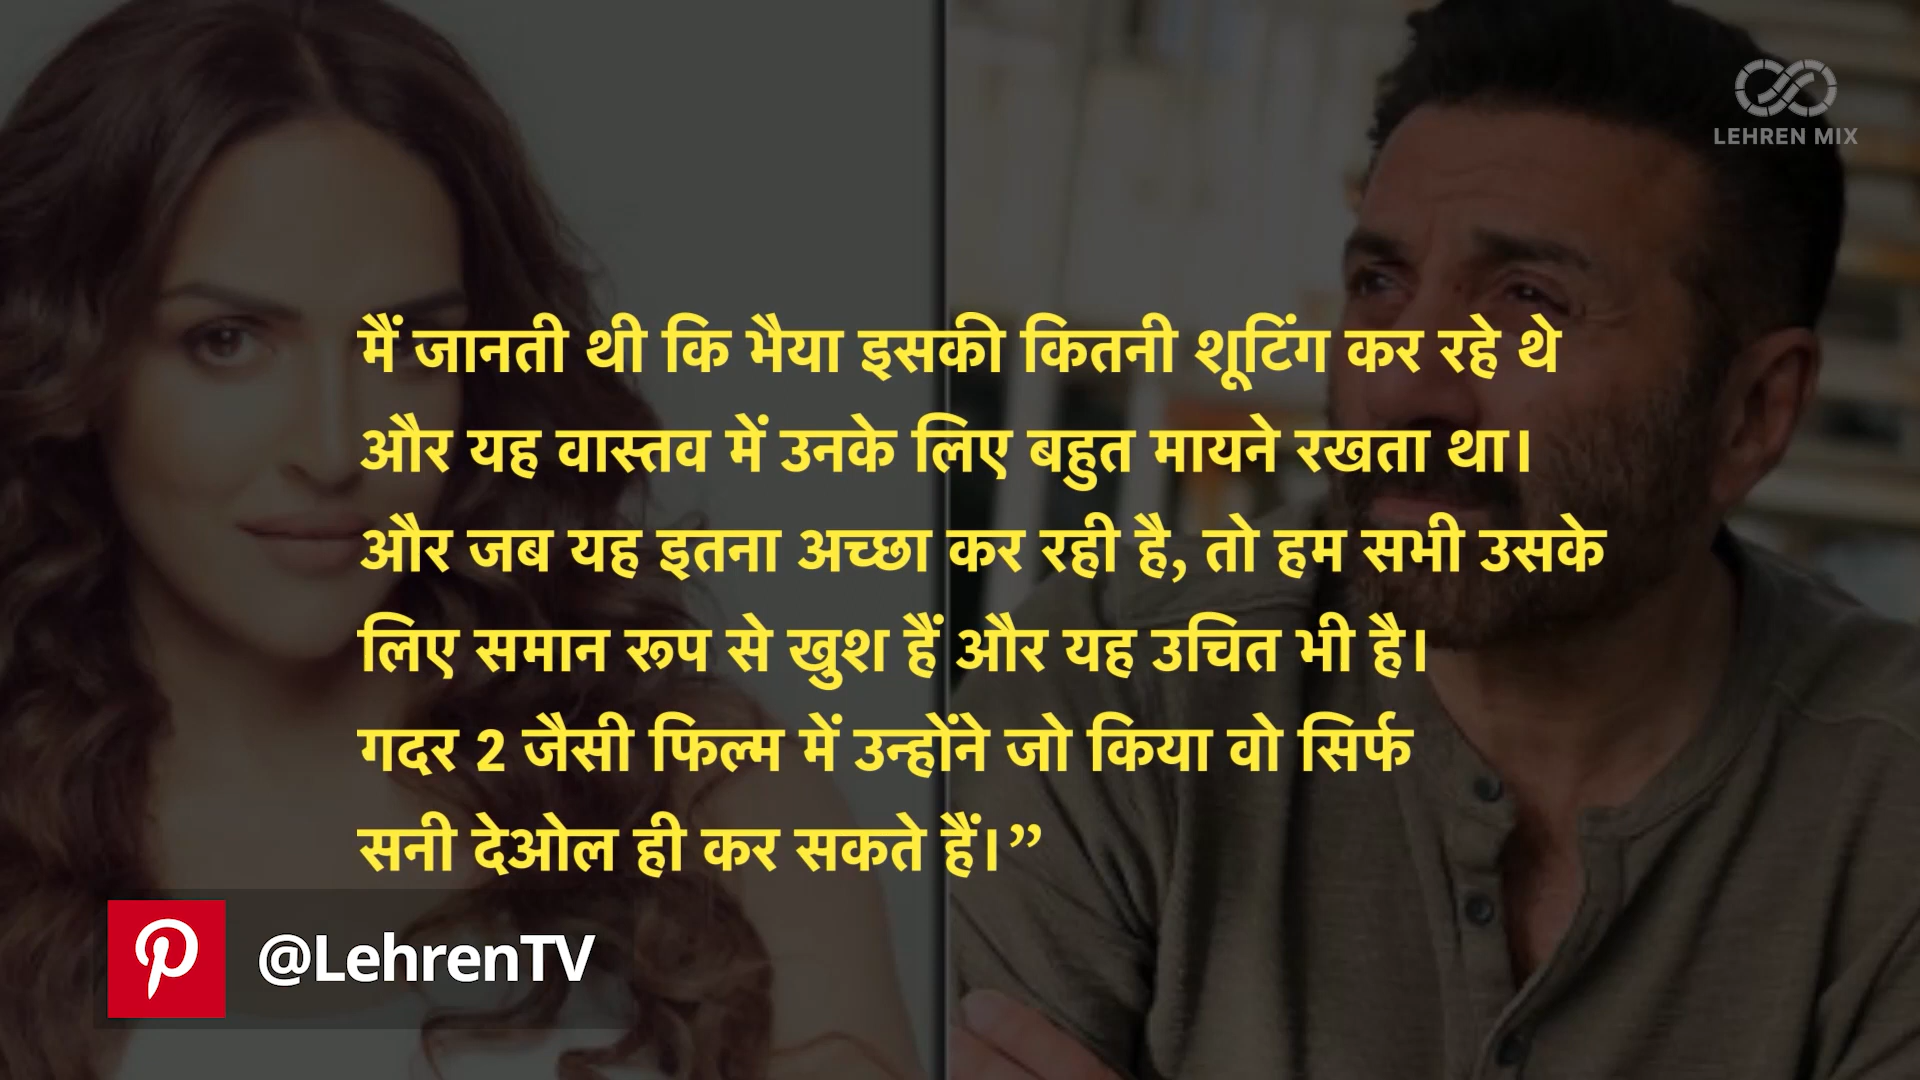 LEHREN MIX
मैं जानती थी कि भैया इसकी कितनी शूटिंग कर रहे थे
और यह वास्तव में उनके लिए बहुत मायने रखता था।
और जब यह इतना अच्छा कर रही है, तो हम सभी उसके
लिए समान रूप से खुश हैं और यह उचित भी है।
गदर 2 जैसी फिल्म में उन्होंने जो किया वो सिर्फ
सनी देओल ही कर सकते हैं।”
@LehrenTV